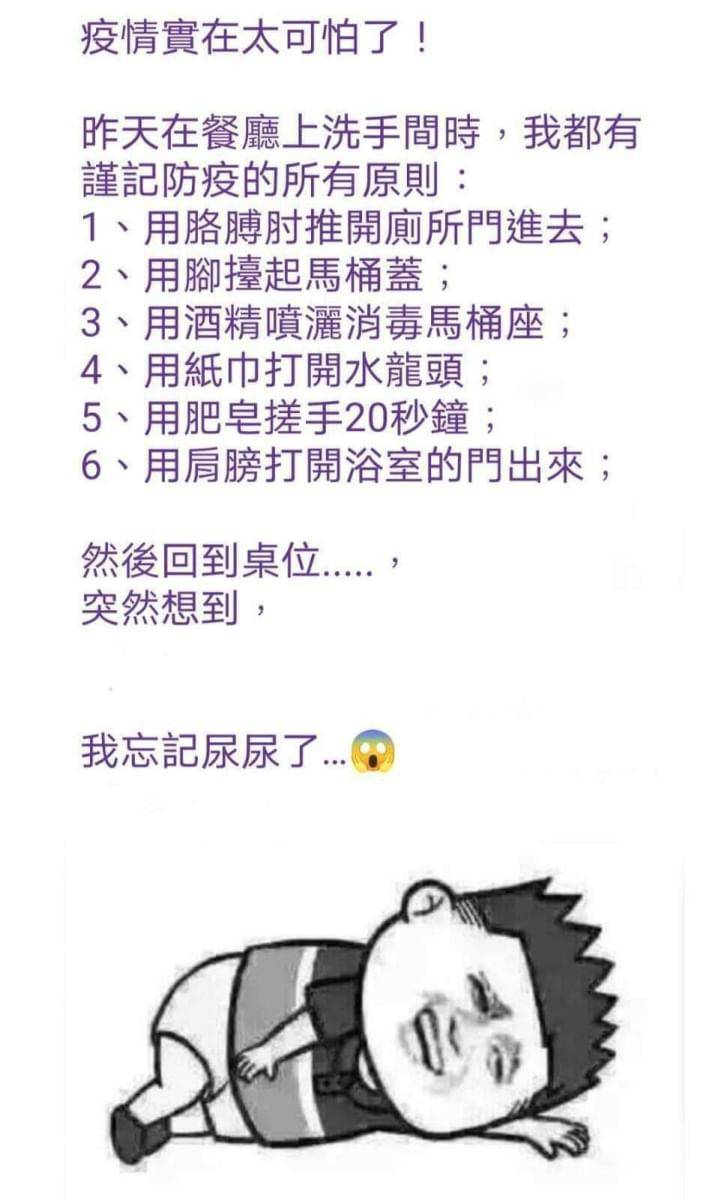 疫情實在太可怕了！
昨天在餐廳上洗手間時，我都有
謹記防疫的所有原則：
1、用胳膊肘推開廁所門進去；
2、用腳擡起馬桶蓋；
3、用酒精噴灑消毒馬桶座；
4、用紙巾打開水龍頭；
5、用肥皂搓手20秒鐘；
6、用肩膀打開浴室的門出來；
然後回到桌位.....，
突然想到，
我忘記尿尿了...😱